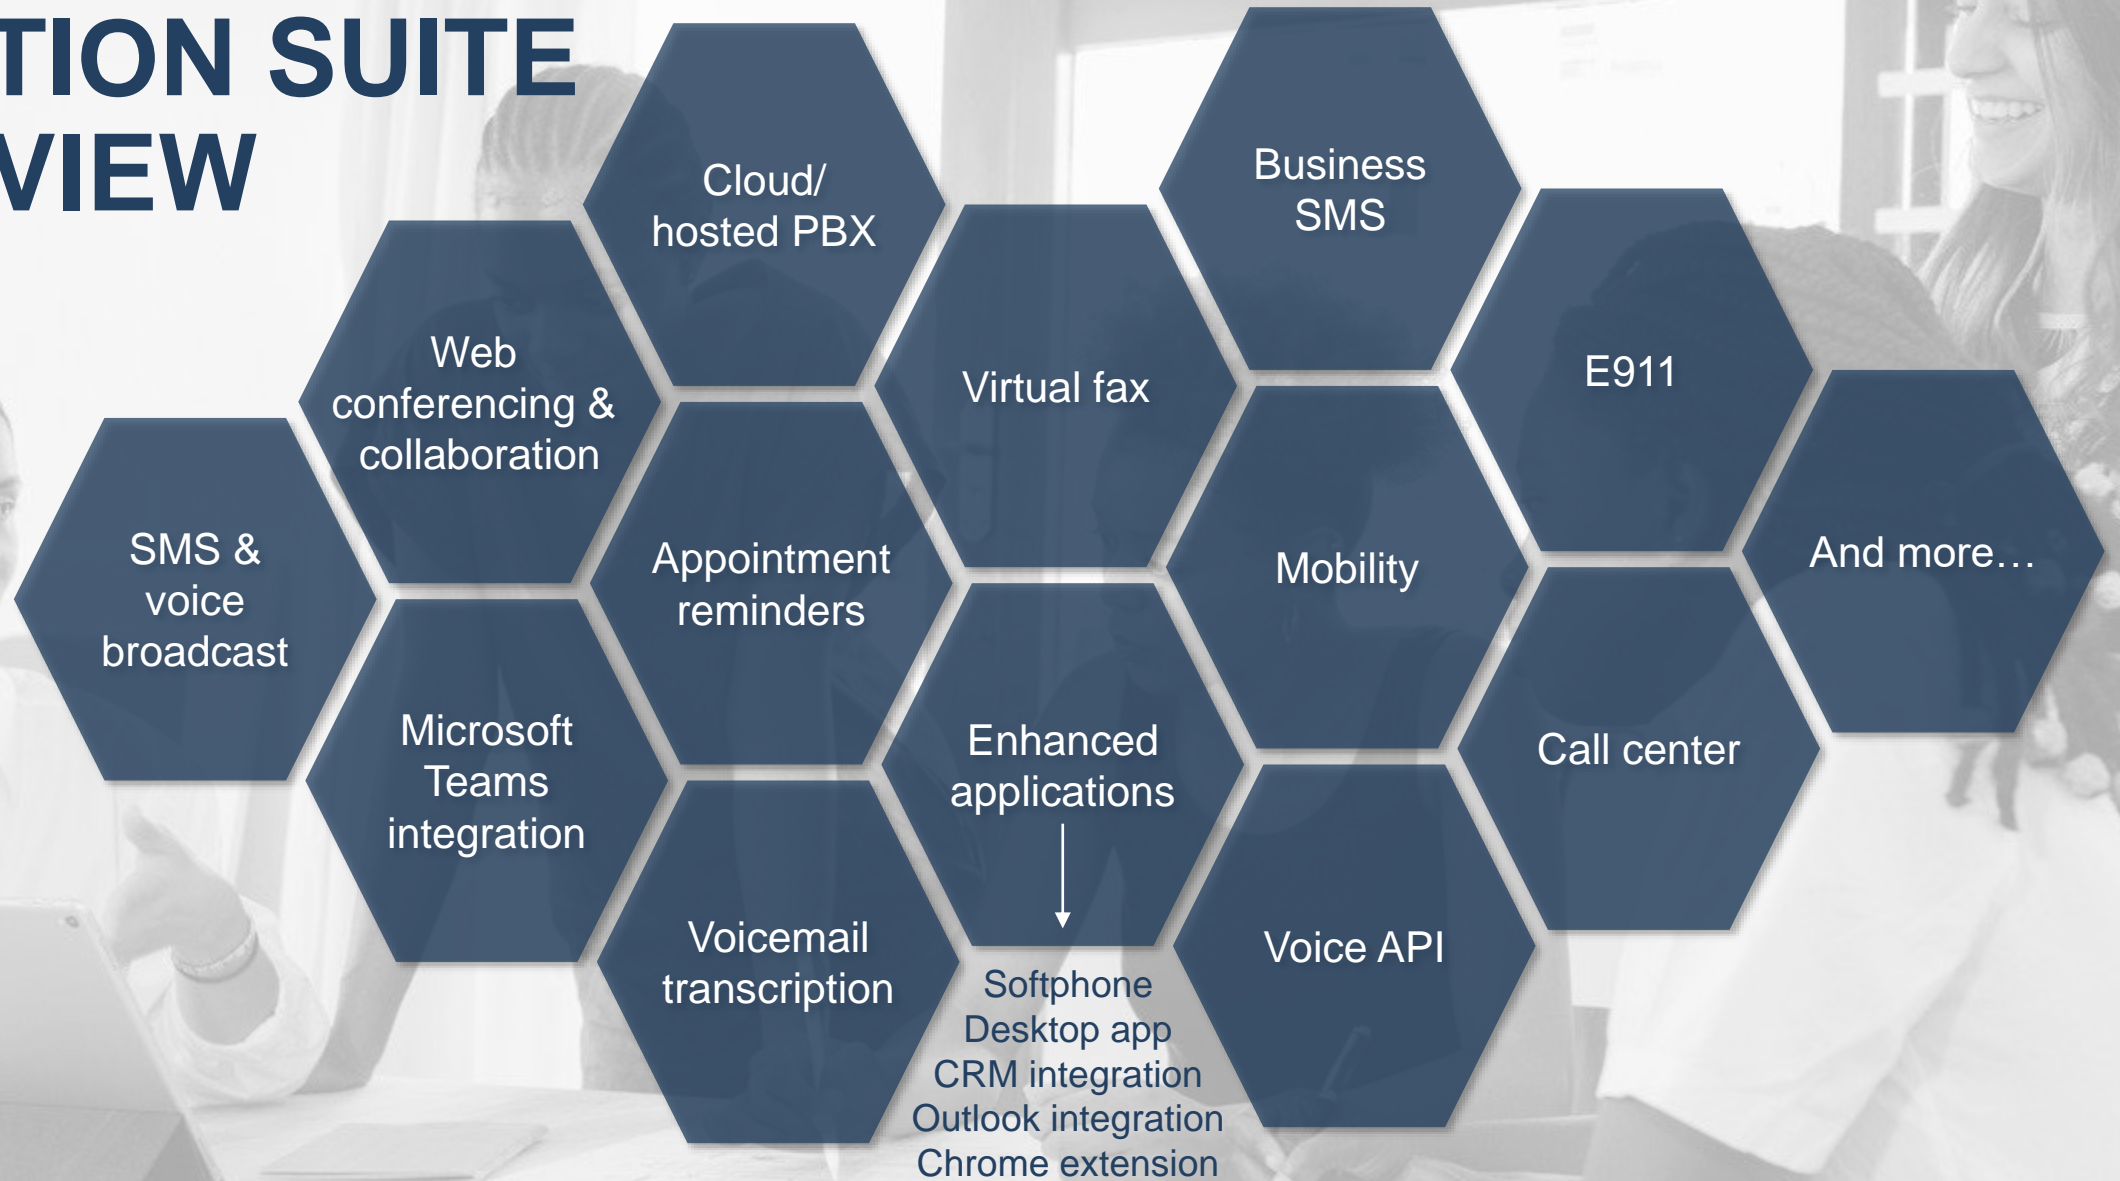 TION SUITE
VIEW
Cloud/
hosted PBX
Business
SMS
Web
conferencing &
collaboration
Virtual fax
E911
SMS &
voice
broadcast
Appointment
reminders
Mobility
And more…
Microsoft
Teams
integration
Enhanced
applications
Call center
Voicemail
transcription
Voice API
Softphone
Desktop app
CRM integration
Outlook integration
Chrome extension